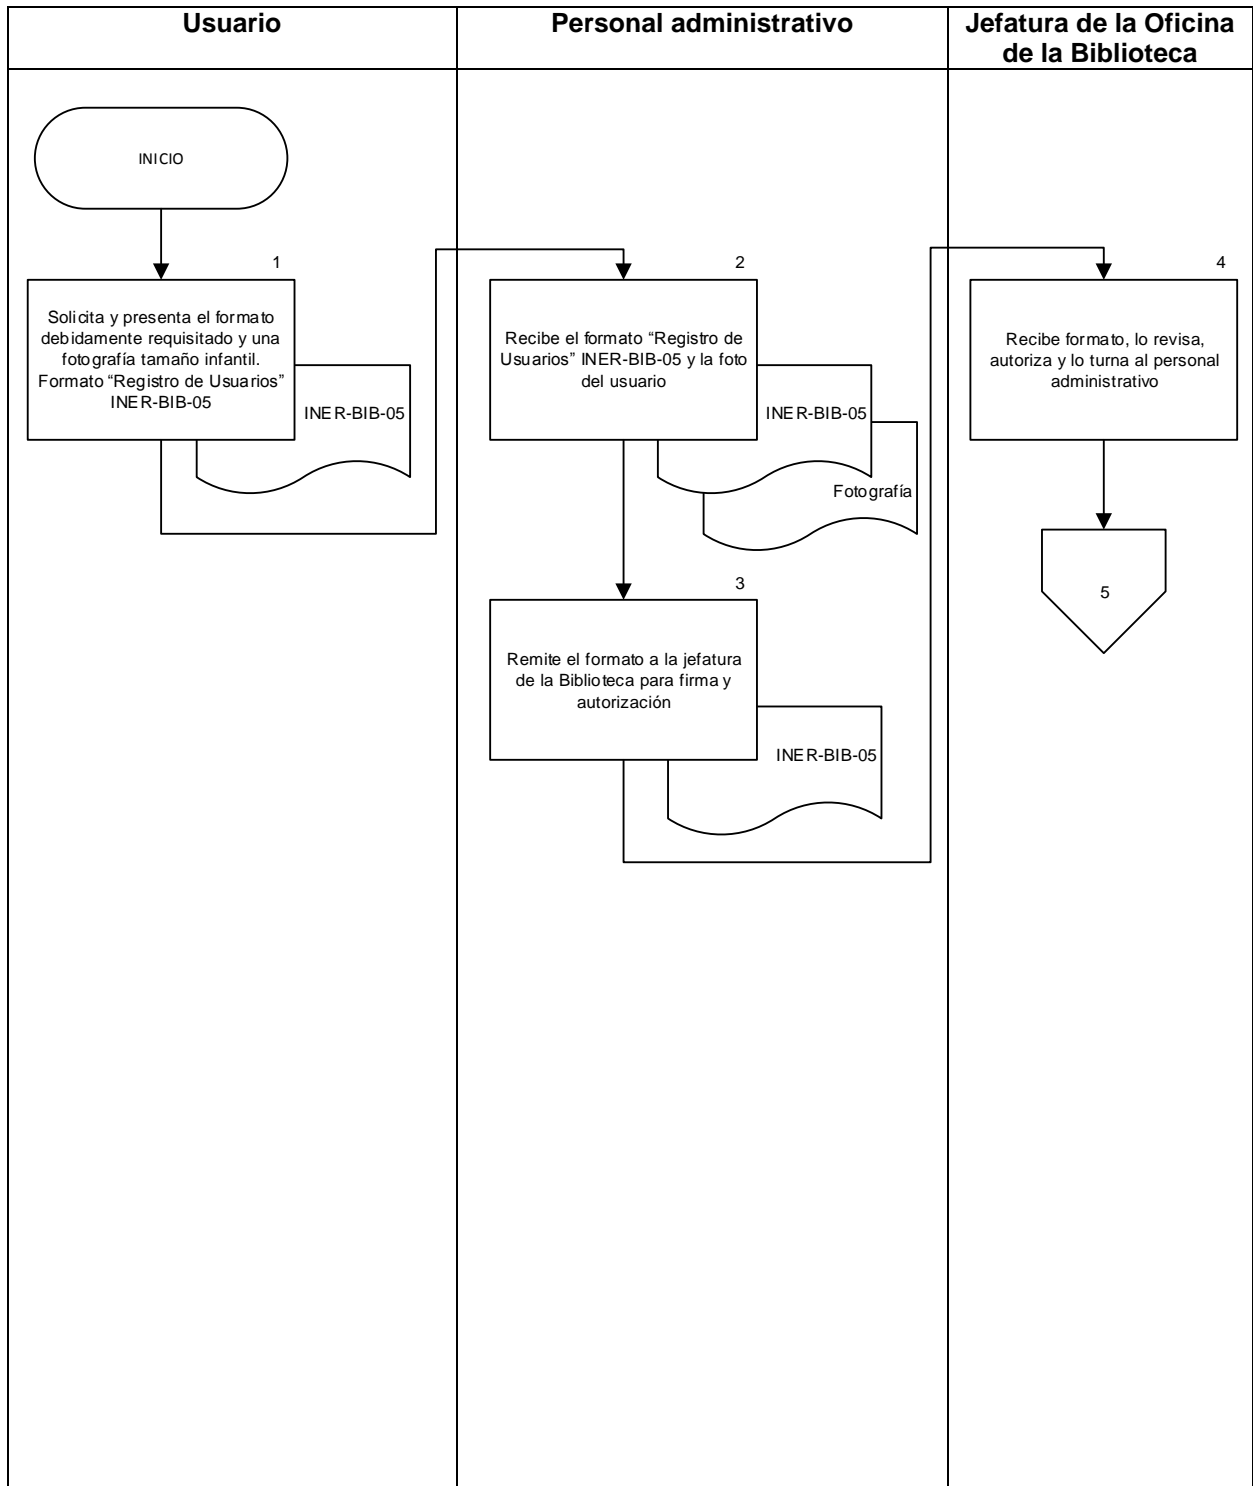 Usuario
Personal administrativo
Jefatura de la Oficina
de la Biblioteca
INICIO
1
Solicita y presenta el formato
debidamente requisitado y una
fotografía tamaño infantil.
Formato “Registro de Usuarios”
INER-BIB-05
INER-BIB-05
2
Recibe el formato “Registro de
Usuarios” INER-BIB-05 y la foto
del usuario
INER-BIB-05
Fotografía
3
Remite el formato a la jefatura
de la Biblioteca para firma y
autorización
INER-BIB-05
4
Recibe formato, lo revisa,
autoriza y lo turna al personal
administrativo
5